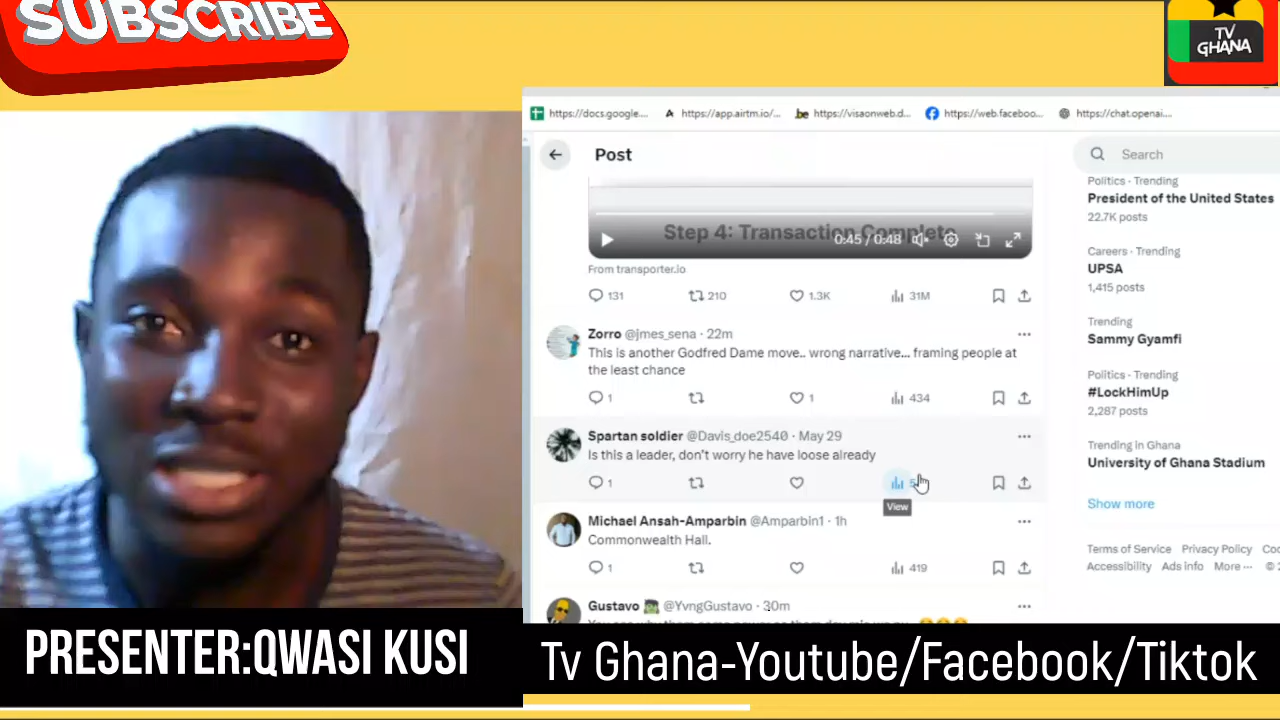 SUBSCRIBE
TV
GHANA
https://docs.google....
https://app.airtm.io/...
be
https://visaonweb.d...
https://web.faceboo...
https://chat.openai....
Post
Search
Step 4: Transaction Complete
0:45 / 0:48
From transporter.io
131
210
1.3K
31M
Zorro @jmes_sena · 22m
This is another Godfred Dame move.. wrong narrative... framing people at
the least chance
1
1
434
Spartan soldier @Davis_doe2540 · May 29
Is this a leader, don't worry he have loose already
1
View
Michael Ansah-Amparbin @Amparbin1 · 1h
Commonwealth Hall.
1
419
Gustavo @YvngGustavo · 30m
Politics · Trending
President of the United States
22.7K posts
Careers · Trending
UPSA
1,415 posts
Trending
Sammy Gyamfi
Politics · Trending
#LockHimUp
2,287 posts
Trending in Ghana
University of Ghana Stadium
Show more
Terms of Service Privacy Policy
Accessibility Ads info More ···
PRESENTER:QWASI KUSI
Tv Ghana-Youtube/Facebook/Tiktok